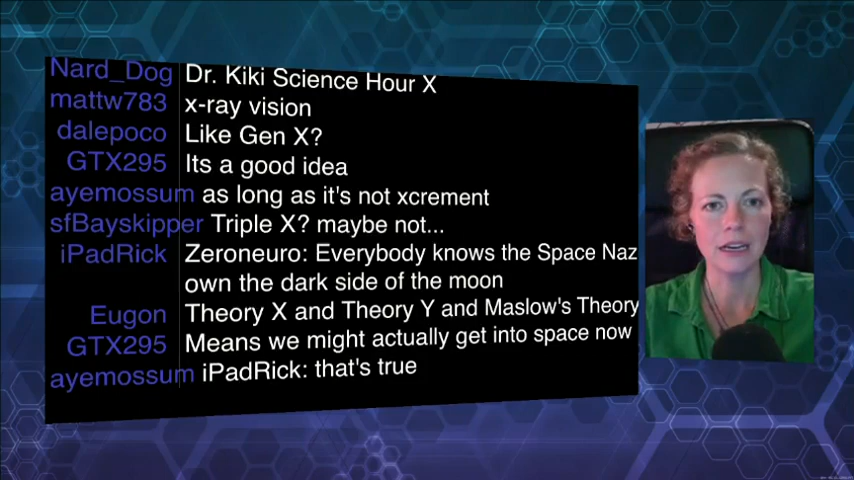 Nard_Dog Dr. Kiki Science Hour X
mattw783 x-ray vision
dalepoco Like Gen X?
GTX295 Its a good idea
ayemossum as long as it's not xcrement
sfBayskipper Triple X? maybe not...
iPadRick Zeroneuro: Everybody knows the Space Naz
own the dark side of the moon
Eugon Theory X and Theory Y and Maslow's Theory
GTX295 Means we might actually get into space now
ayemossum iPadRick: that's true